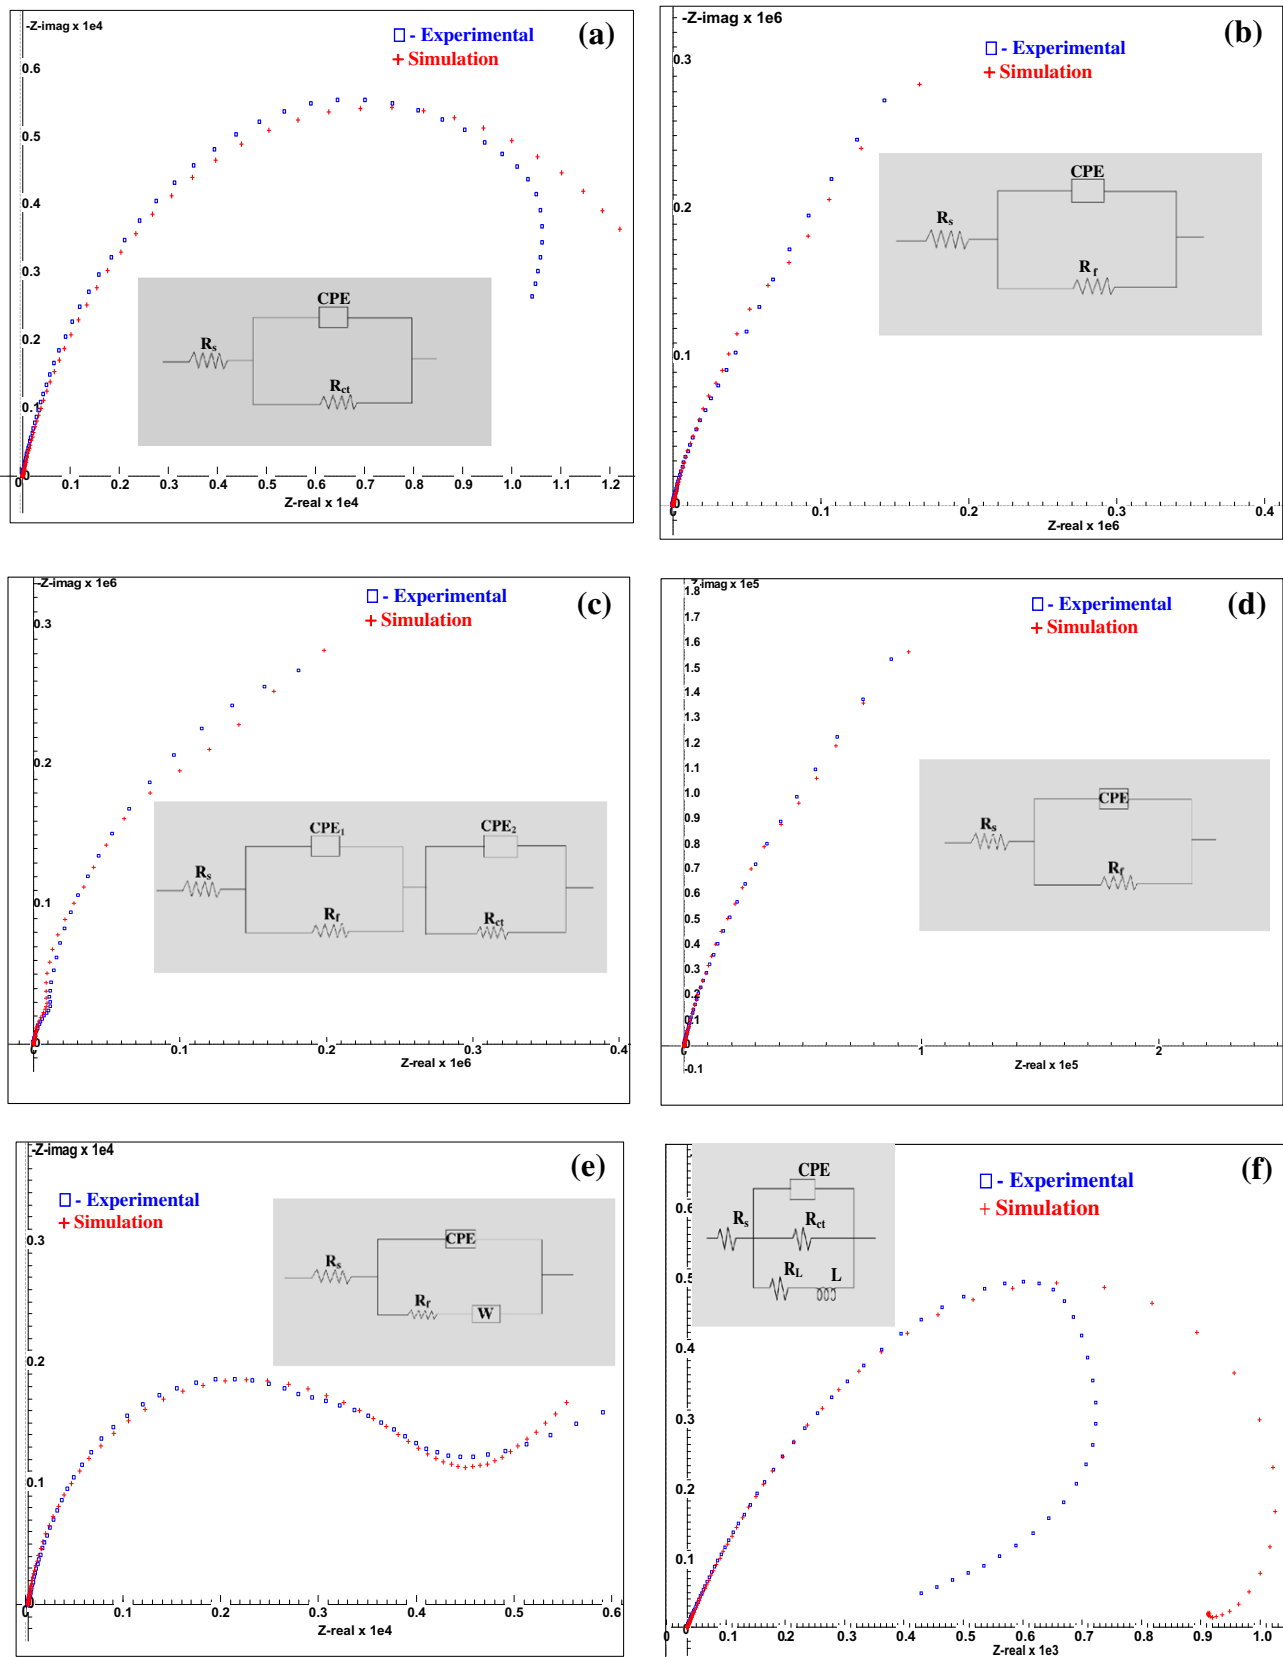 -Z-imag x 1e4
- Experimental
+ Simulation
(a)
0.6
0.5
0.4
0.3
0.2
0.1
0
CPE
Rs
Rct
0.1 0.2 0.3 0.4 0.5 0.6 0.7 0.8 0.9 1.0 1.1 1.2
Z-real x 1e4
-Z-imag x 1e6
- Experimental
+ Simulation
(b)
0.3
0.2
0.1
0
CPE
Rs
Rf
0.1 0.2 0.3 0.4
Z-real x 1e6
-Z-imag x 1e6
- Experimental
+ Simulation
(c)
0.3
0.2
0.1
0
CPE1
CPE2
Rs
Rf
Rct
0.1 0.2 0.3 0.4
Z-real x 1e6
Z-imag x 1e5
- Experimental
+ Simulation
(d)
1.8
1.7
1.6
1.5
1.4
1.3
1.2
1.1
1.0
0.9
0.8
0.7
0.6
0.5
0.4
0.3
0.2
0.1
0
-0.1
CPE
Rs
Rf
1 2
Z-real x 1e5
-Z-imag x 1e4
- Experimental
+ Simulation
(e)
0.3
0.2
0.1
0
CPE
Rs
Rf
W
0.1 0.2 0.3 0.4 0.5 0.6
Z-real x 1e4
- Experimental
+ Simulation
(f)
CPE
Rs
Rct
RL
L
0.6
0.5
0.4
0.3
0.2
0.1
0 0 0.1 0.2 0.3 0.4 0.5 0.6 0.7 0.8 0.9 1.0
Z-real x 1e3